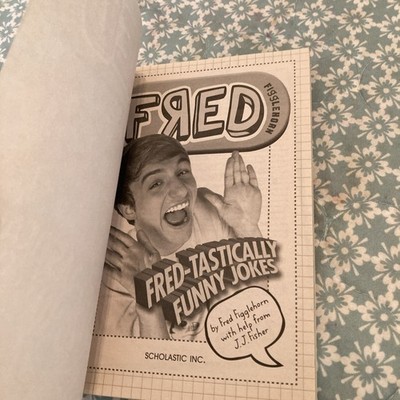 FRED
FIGGLEHORN
FRED-TASTICALLY
FUNNY JOKES
by Fred Figglehorn
with help from
J.J. Fisher
SCHOLASTIC INC.